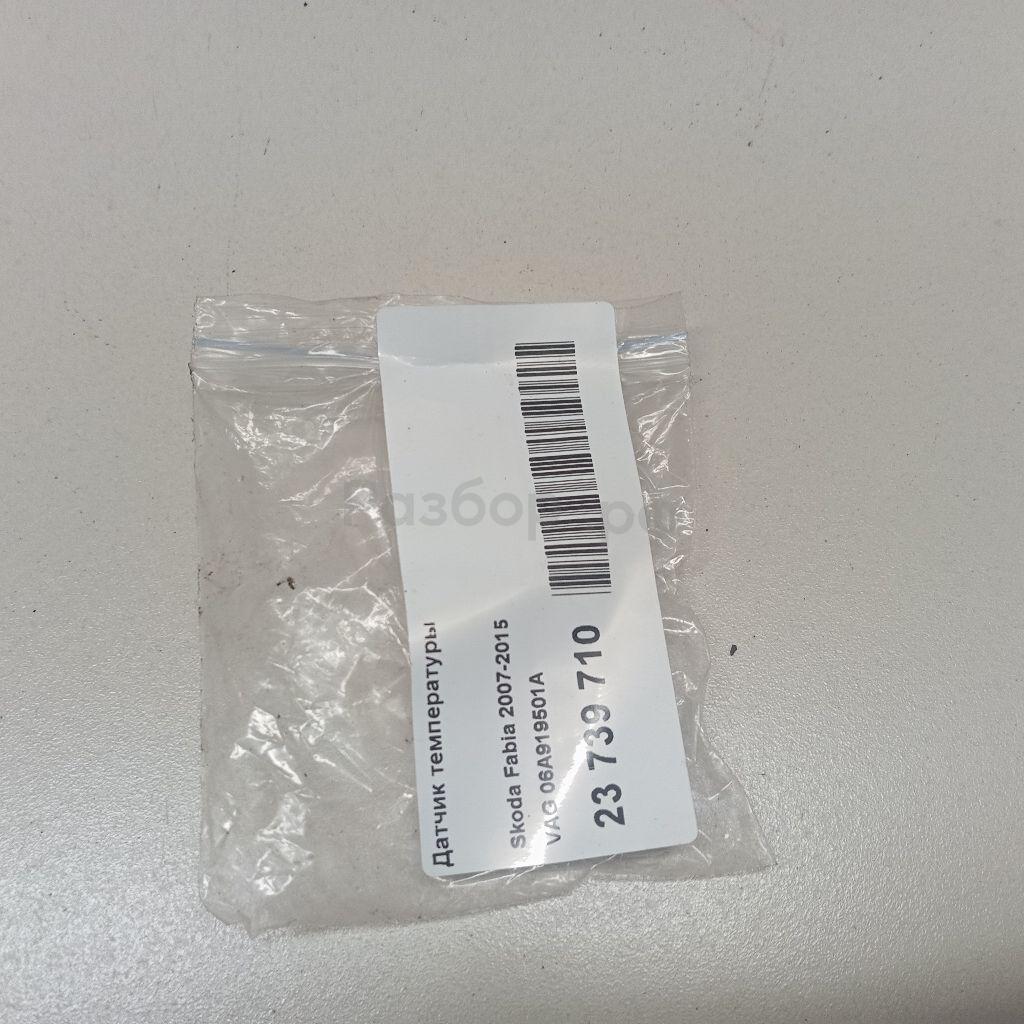 Датчик температуры
Skoda Fabia 2007-2015
VAG 06A919501A
23 739 710